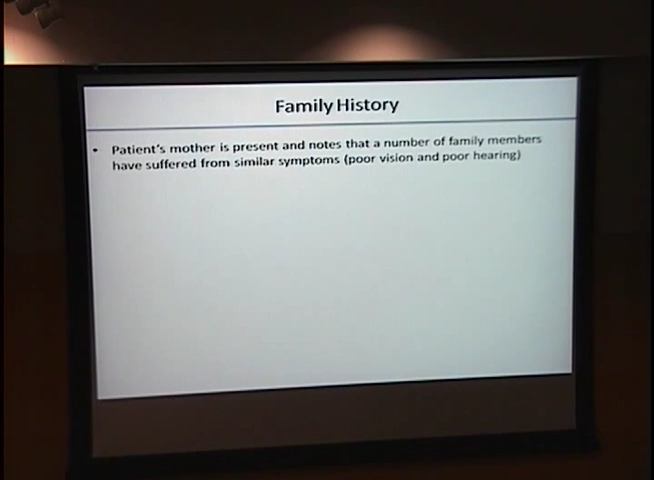 Family History
• Patient's mother is present and notes that a number of family members
have suffered from similar symptoms (poor vision and poor hearing)